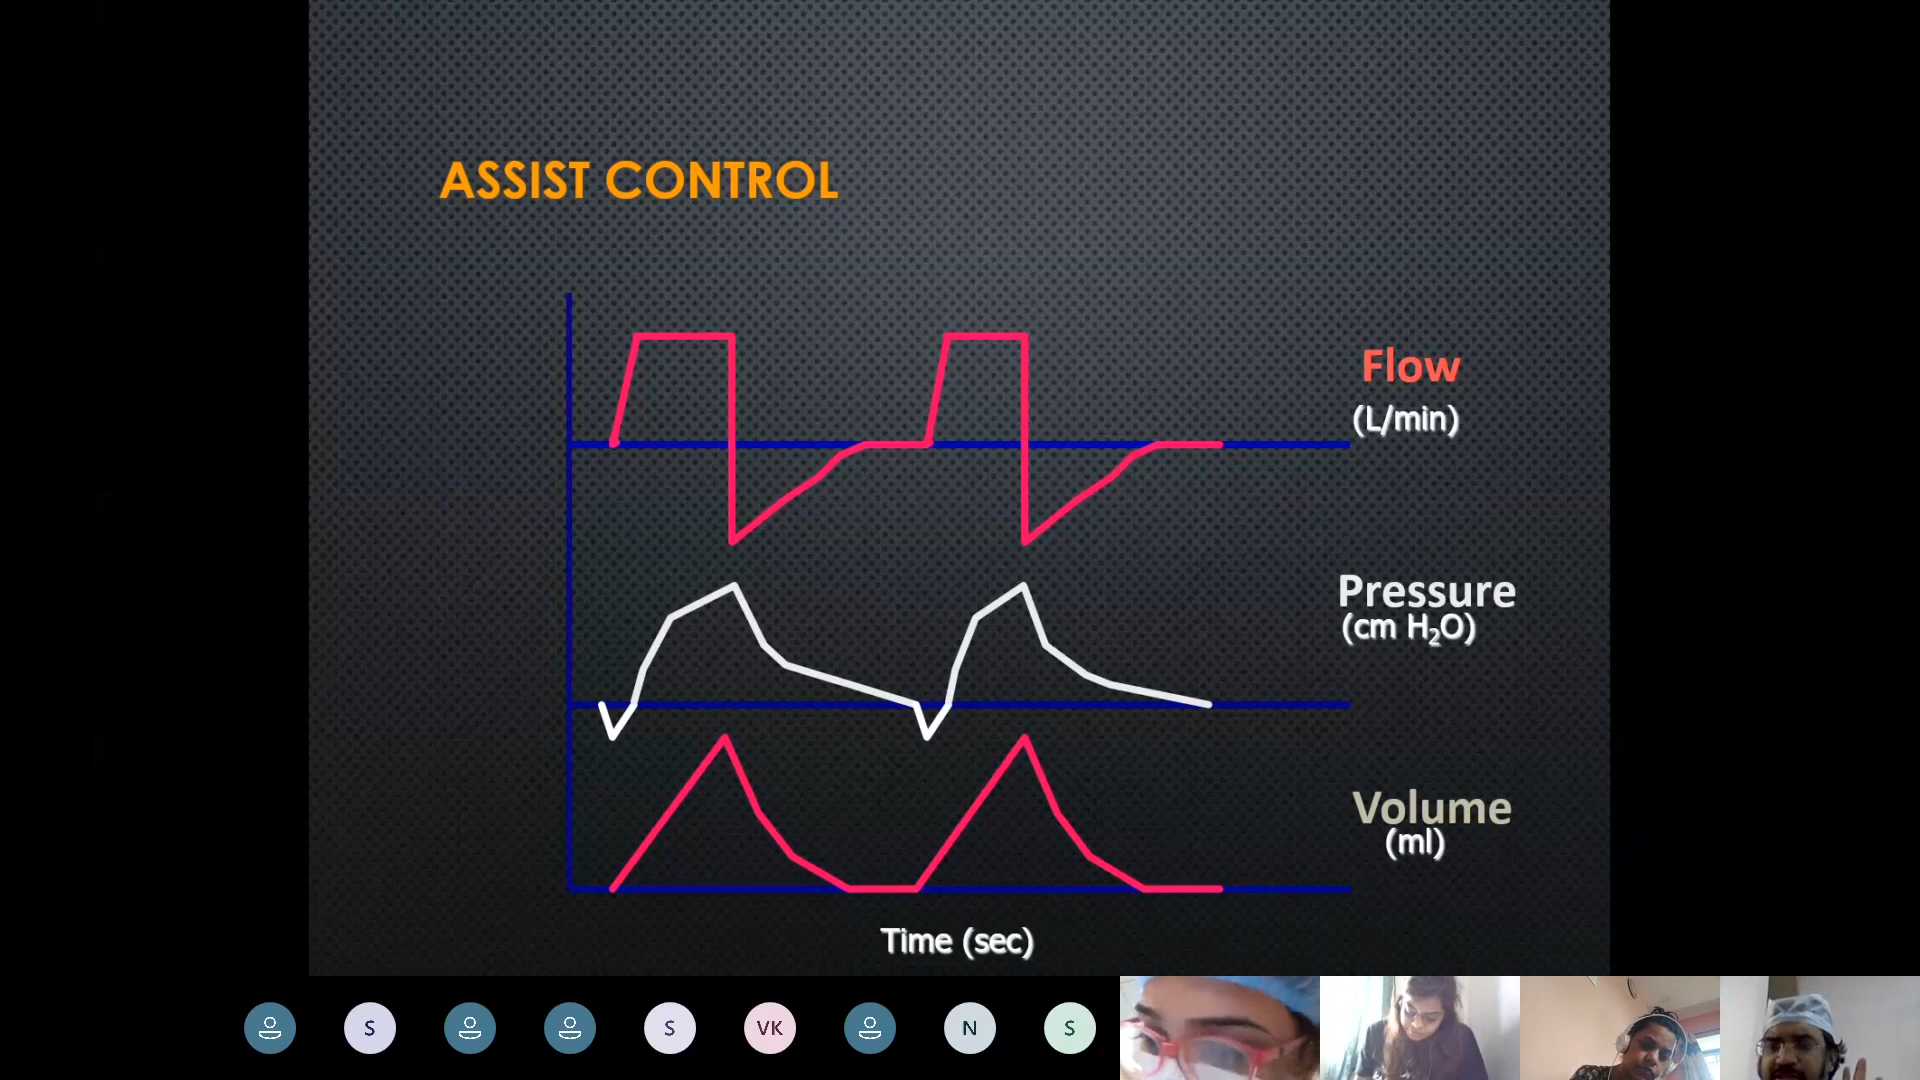 ASSIST CONTROL
Flow
(L/min)
Pressure
(cm H₂O)
Volume
(ml)
Time (sec)
S
S
VK
N
S